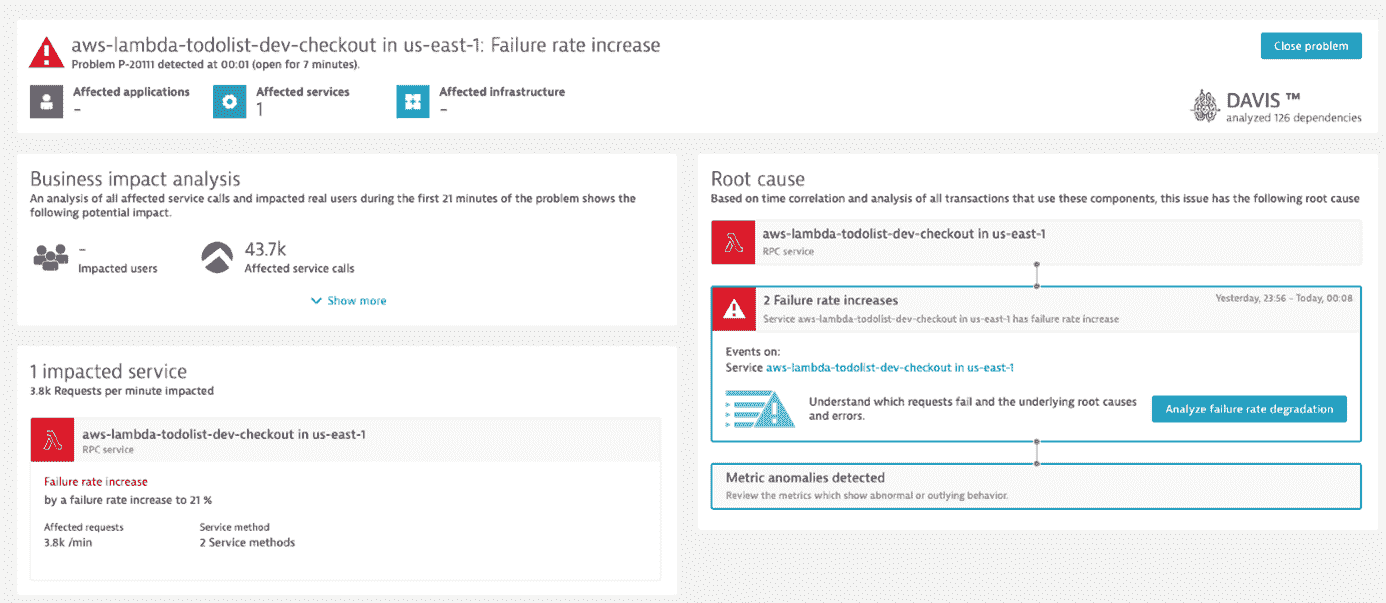 aws-lambda-todolist-dev-checkout in us-east-1: Failure rate increase
Problem P-20111 detected at 00:01 (open for 7 minutes).
Close problem
Affected applications
–
Affected services
1
Affected infrastructure
–
DAVIS ™
analyzed 126 dependencies
Business impact analysis
An analysis of all affected service calls and impacted real users during the first 21 minutes of the problem shows the
following potential impact.
–
Impacted users
43.7k
Affected service calls
Show more
1 impacted service
3.8k Requests per minute impacted
aws-lambda-todolist-dev-checkout in us-east-1
RPC service
Failure rate increase
by a failure rate increase to 21 %
Affected requests
3.8k /min
Service method
2 Service methods
Root cause
Based on time correlation and analysis of all transactions that use these components, this issue has the following root cause
aws-lambda-todolist-dev-checkout in us-east-1
RPC service
2 Failure rate increases
Yesterday, 23:56 – Today, 00:08
Service aws-lambda-todolist-dev-checkout in us-east-1 has failure rate increase
Events on:
Service aws-lambda-todolist-dev-checkout in us-east-1
Understand which requests fail and the underlying root causes
and errors.
Analyze failure rate degradation
Metric anomalies detected
Review the metrics which show abnormal or outlying behavior.